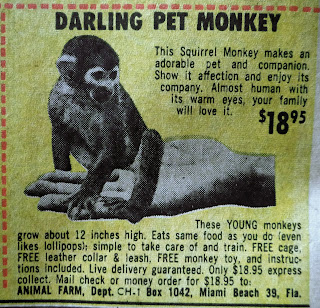 DARLING PET MONKEY
This Squirrel Monkey makes an
adorable pet and companion.
Show it affection and enjoy its
company. Almost human with
its warm eyes, your family
will love it.
$18.95
These YOUNG monkeys
grow about 12 inches high. Eats same food as you do (even
likes lollipops); simple to take care of and train. FREE cage,
FREE leather collar & leash, FREE monkey toy, and instruc-
tions included. Live delivery guaranteed. Only $18.95 express
collect. Mail check or money order for $18.95 to:
ANIMAL FARM, Dept. CH-1 Box 1042, Miami Beach 39, Fla.